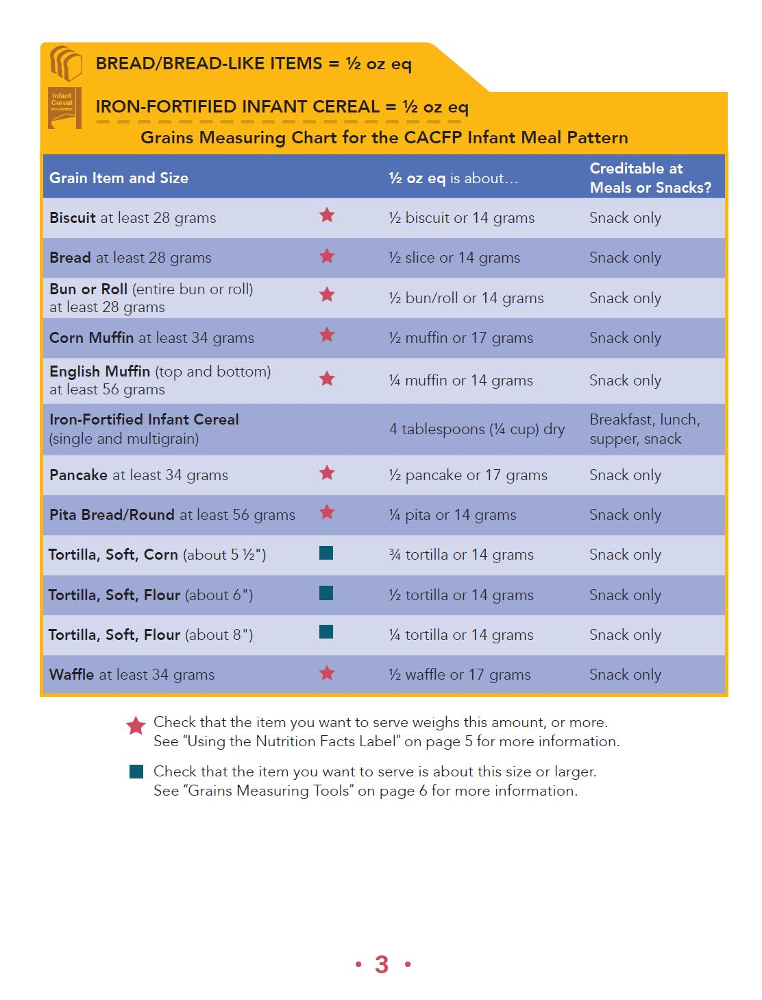 BREAD/BREAD-LIKE ITEMS = ½ oz eq
Infant
Cereal
Iron-Fortified
IRON-FORTIFIED INFANT CEREAL = ½ oz eq
Grains Measuring Chart for the CACFP Infant Meal Pattern
Grain Item and Size ½ oz eq is about… Creditable at
Meals or Snacks?
Biscuit at least 28 grams ½ biscuit or 14 grams Snack only
Bread at least 28 grams ½ slice or 14 grams Snack only
Bun or Roll (entire bun or roll)
at least 28 grams ½ bun/roll or 14 grams Snack only
Corn Muffin at least 34 grams ½ muffin or 17 grams Snack only
English Muffin (top and bottom)
at least 56 grams ¼ muffin or 14 grams Snack only
Iron-Fortified Infant Cereal
(single and multigrain) 4 tablespoons (¼ cup) dry Breakfast, lunch,
supper, snack
Pancake at least 34 grams ½ pancake or 17 grams Snack only
Pita Bread/Round at least 56 grams ¼ pita or 14 grams Snack only
Tortilla, Soft, Corn (about 5 ½") ¾ tortilla or 14 grams Snack only
Tortilla, Soft, Flour (about 6") ½ tortilla or 14 grams Snack only
Tortilla, Soft, Flour (about 8") ¼ tortilla or 14 grams Snack only
Waffle at least 34 grams ½ waffle or 17 grams Snack only
Check that the item you want to serve weighs this amount, or more.
See “Using the Nutrition Facts Label” on page 5 for more information.
Check that the item you want to serve is about this size or larger.
See “Grains Measuring Tools” on page 6 for more information.
• 3 •